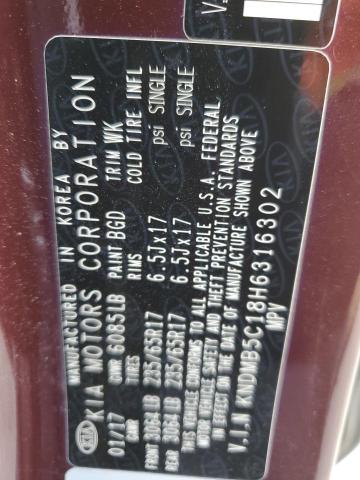 MADE IN KOREA BY
KIA KIA MOTORS CORPORATION
01/17 GVWR 6085LB PAINT BGD TRIM WK
GAWR TIRES RIMS COLD TIRE INFL
FRONT 3064LB 235/65R17 6.5Jx17 psi SINGLE
REAR 3064LB 235/65R17 6.5Jx17 psi SINGLE
THIS VEHICLE CONFORMS TO ALL APPLICABLE U.S.A. FEDERAL
MOTOR VEHICLE SAFETY AND THEFT PREVENTION STANDARDS
IN EFFECT ON THE DATE OF MANUFACTURE SHOWN ABOVE
V.I.N KNDMB5C18H6316302
MPV